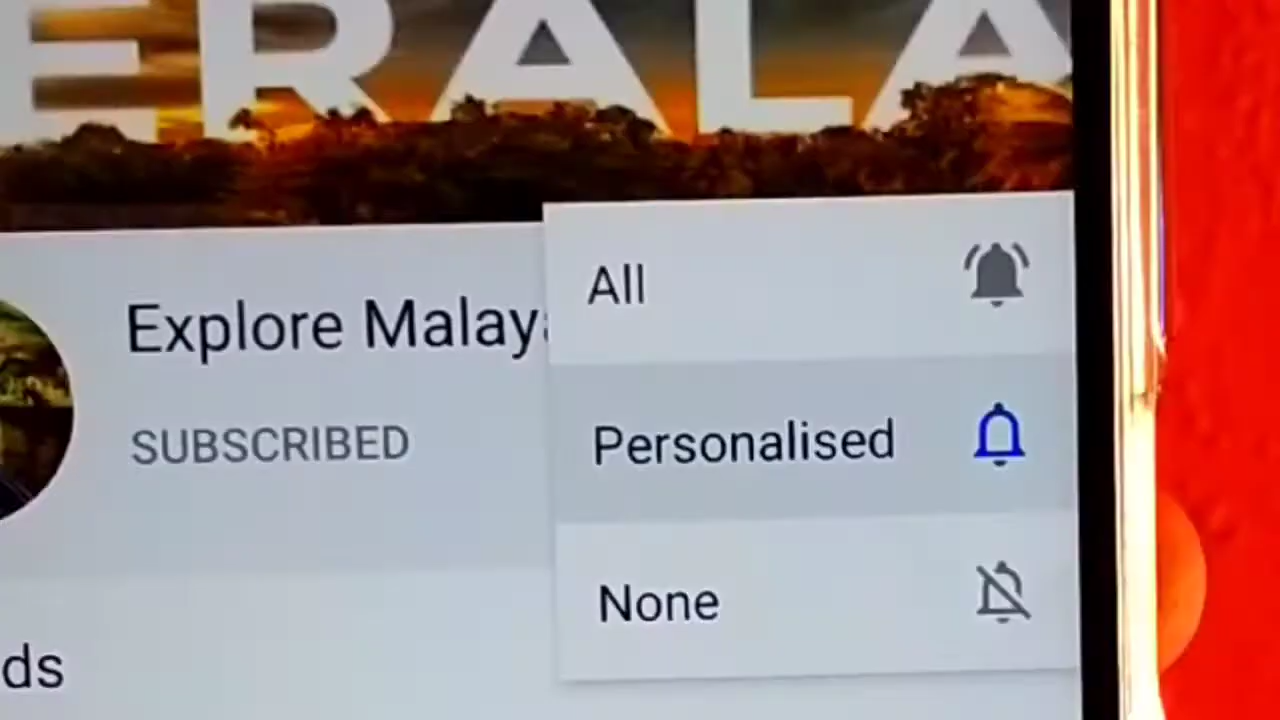 ERALA
All
Explore Malay
SUBSCRIBED
Personalised
None
ds